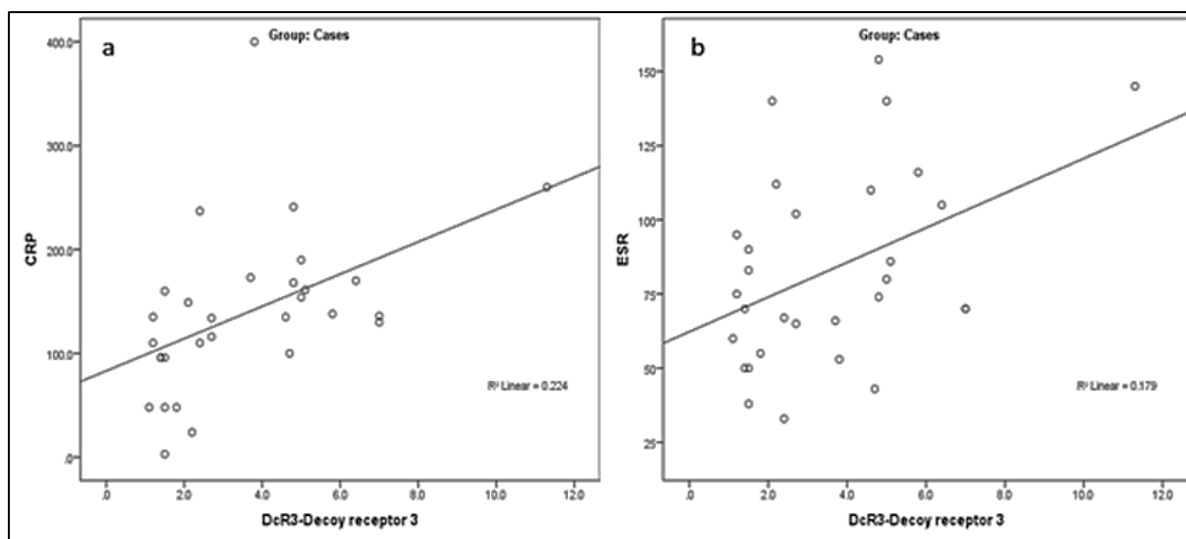 a
Group: Cases
400.0
300.0
200.0
100.0
.0
CRP
R² Linear = 0.224
.0 2.0 4.0 6.0 8.0 10.0 12.0
DcR3-Decoy receptor 3
b
Group: Cases
150
125
100
75
50
25
ESR
R² Linear = 0.179
.0 2.0 4.0 6.0 8.0 10.0 12.0
DcR3-Decoy receptor 3